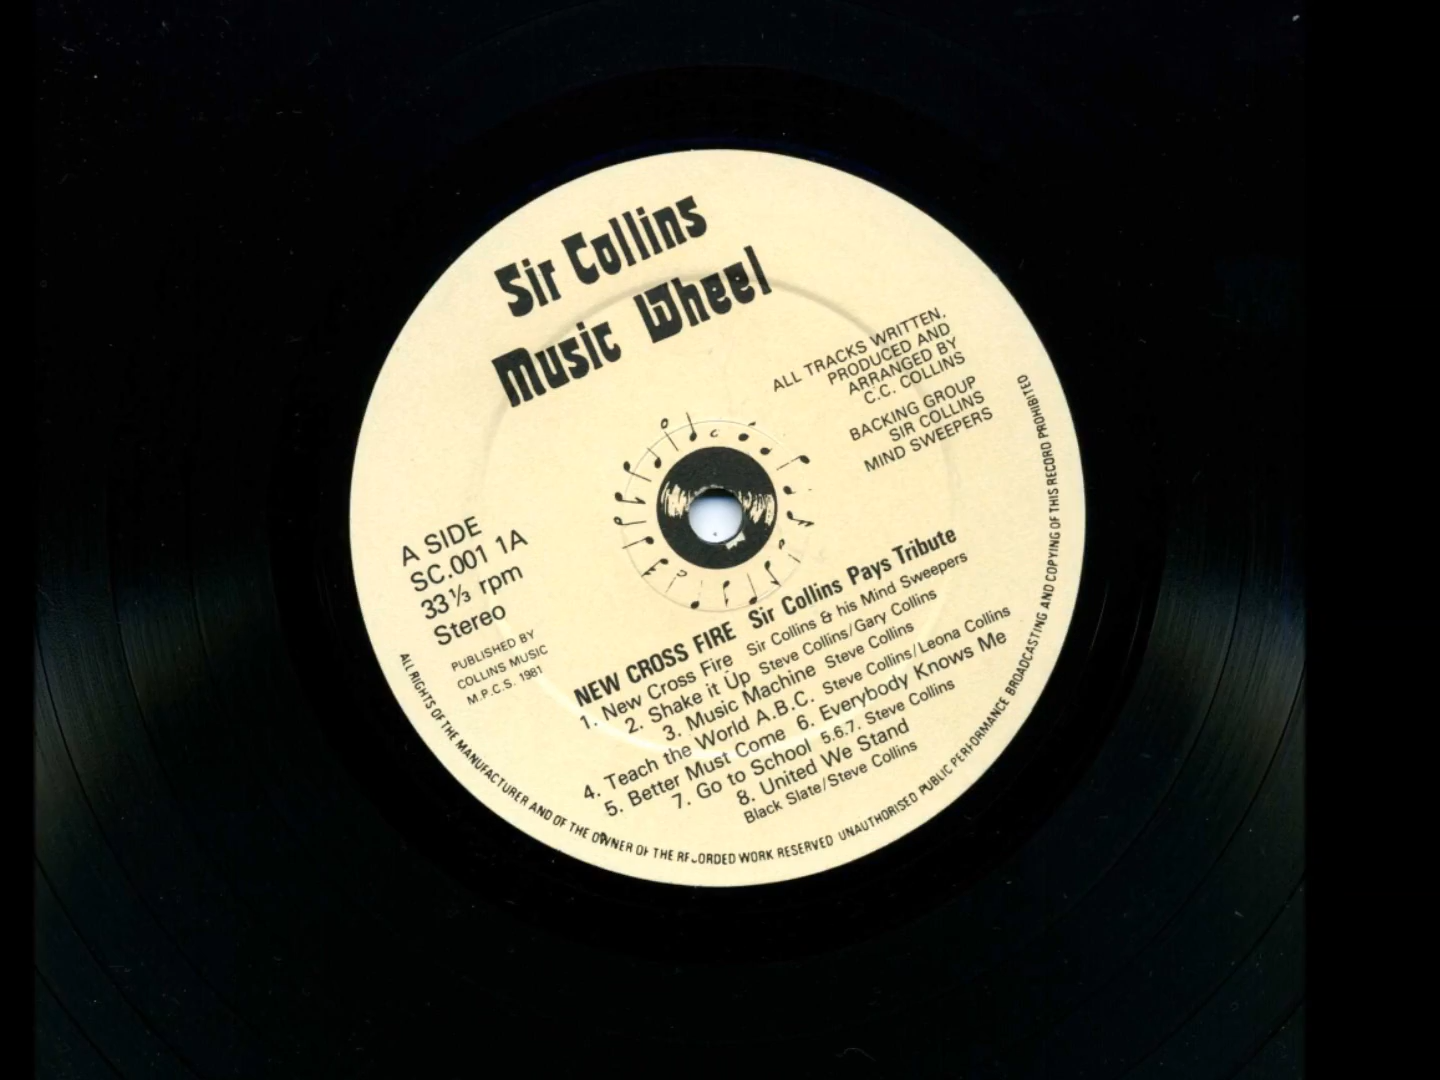 Sir Collins
Music Wheel
ALL TRACKS WRITTEN,
PRODUCED AND
ARRANGED BY
C.C. COLLINS
BACKING GROUP
SIR COLLINS
MIND SWEEPERS
A SIDE
SC.001 1A
33⅓ rpm
Stereo
PUBLISHED BY
COLLINS MUSIC
M.P.C.S. 1981
NEW CROSS FIRE Sir Collins Pays Tribute
1. New Cross Fire Sir Collins & his Mind Sweepers
2. Shake it Up Steve Collins/Gary Collins
3. Music Machine Steve Collins
4. Teach the World A.B.C. Steve Collins/Leona Collins
5. Better Must Come 6. Everybody Knows Me
7. Go to School 5.6.7. Steve Collins
8. United We Stand
Black Slate/Steve Collins
ALL RIGHTS OF THE MANUFACTURER AND OF THE OWNER OF THE RECORDED WORK RESERVED UNAUTHORISED PUBLIC PERFORMANCE BROADCASTING AND COPYING OF THIS RECORD PROHIBITED